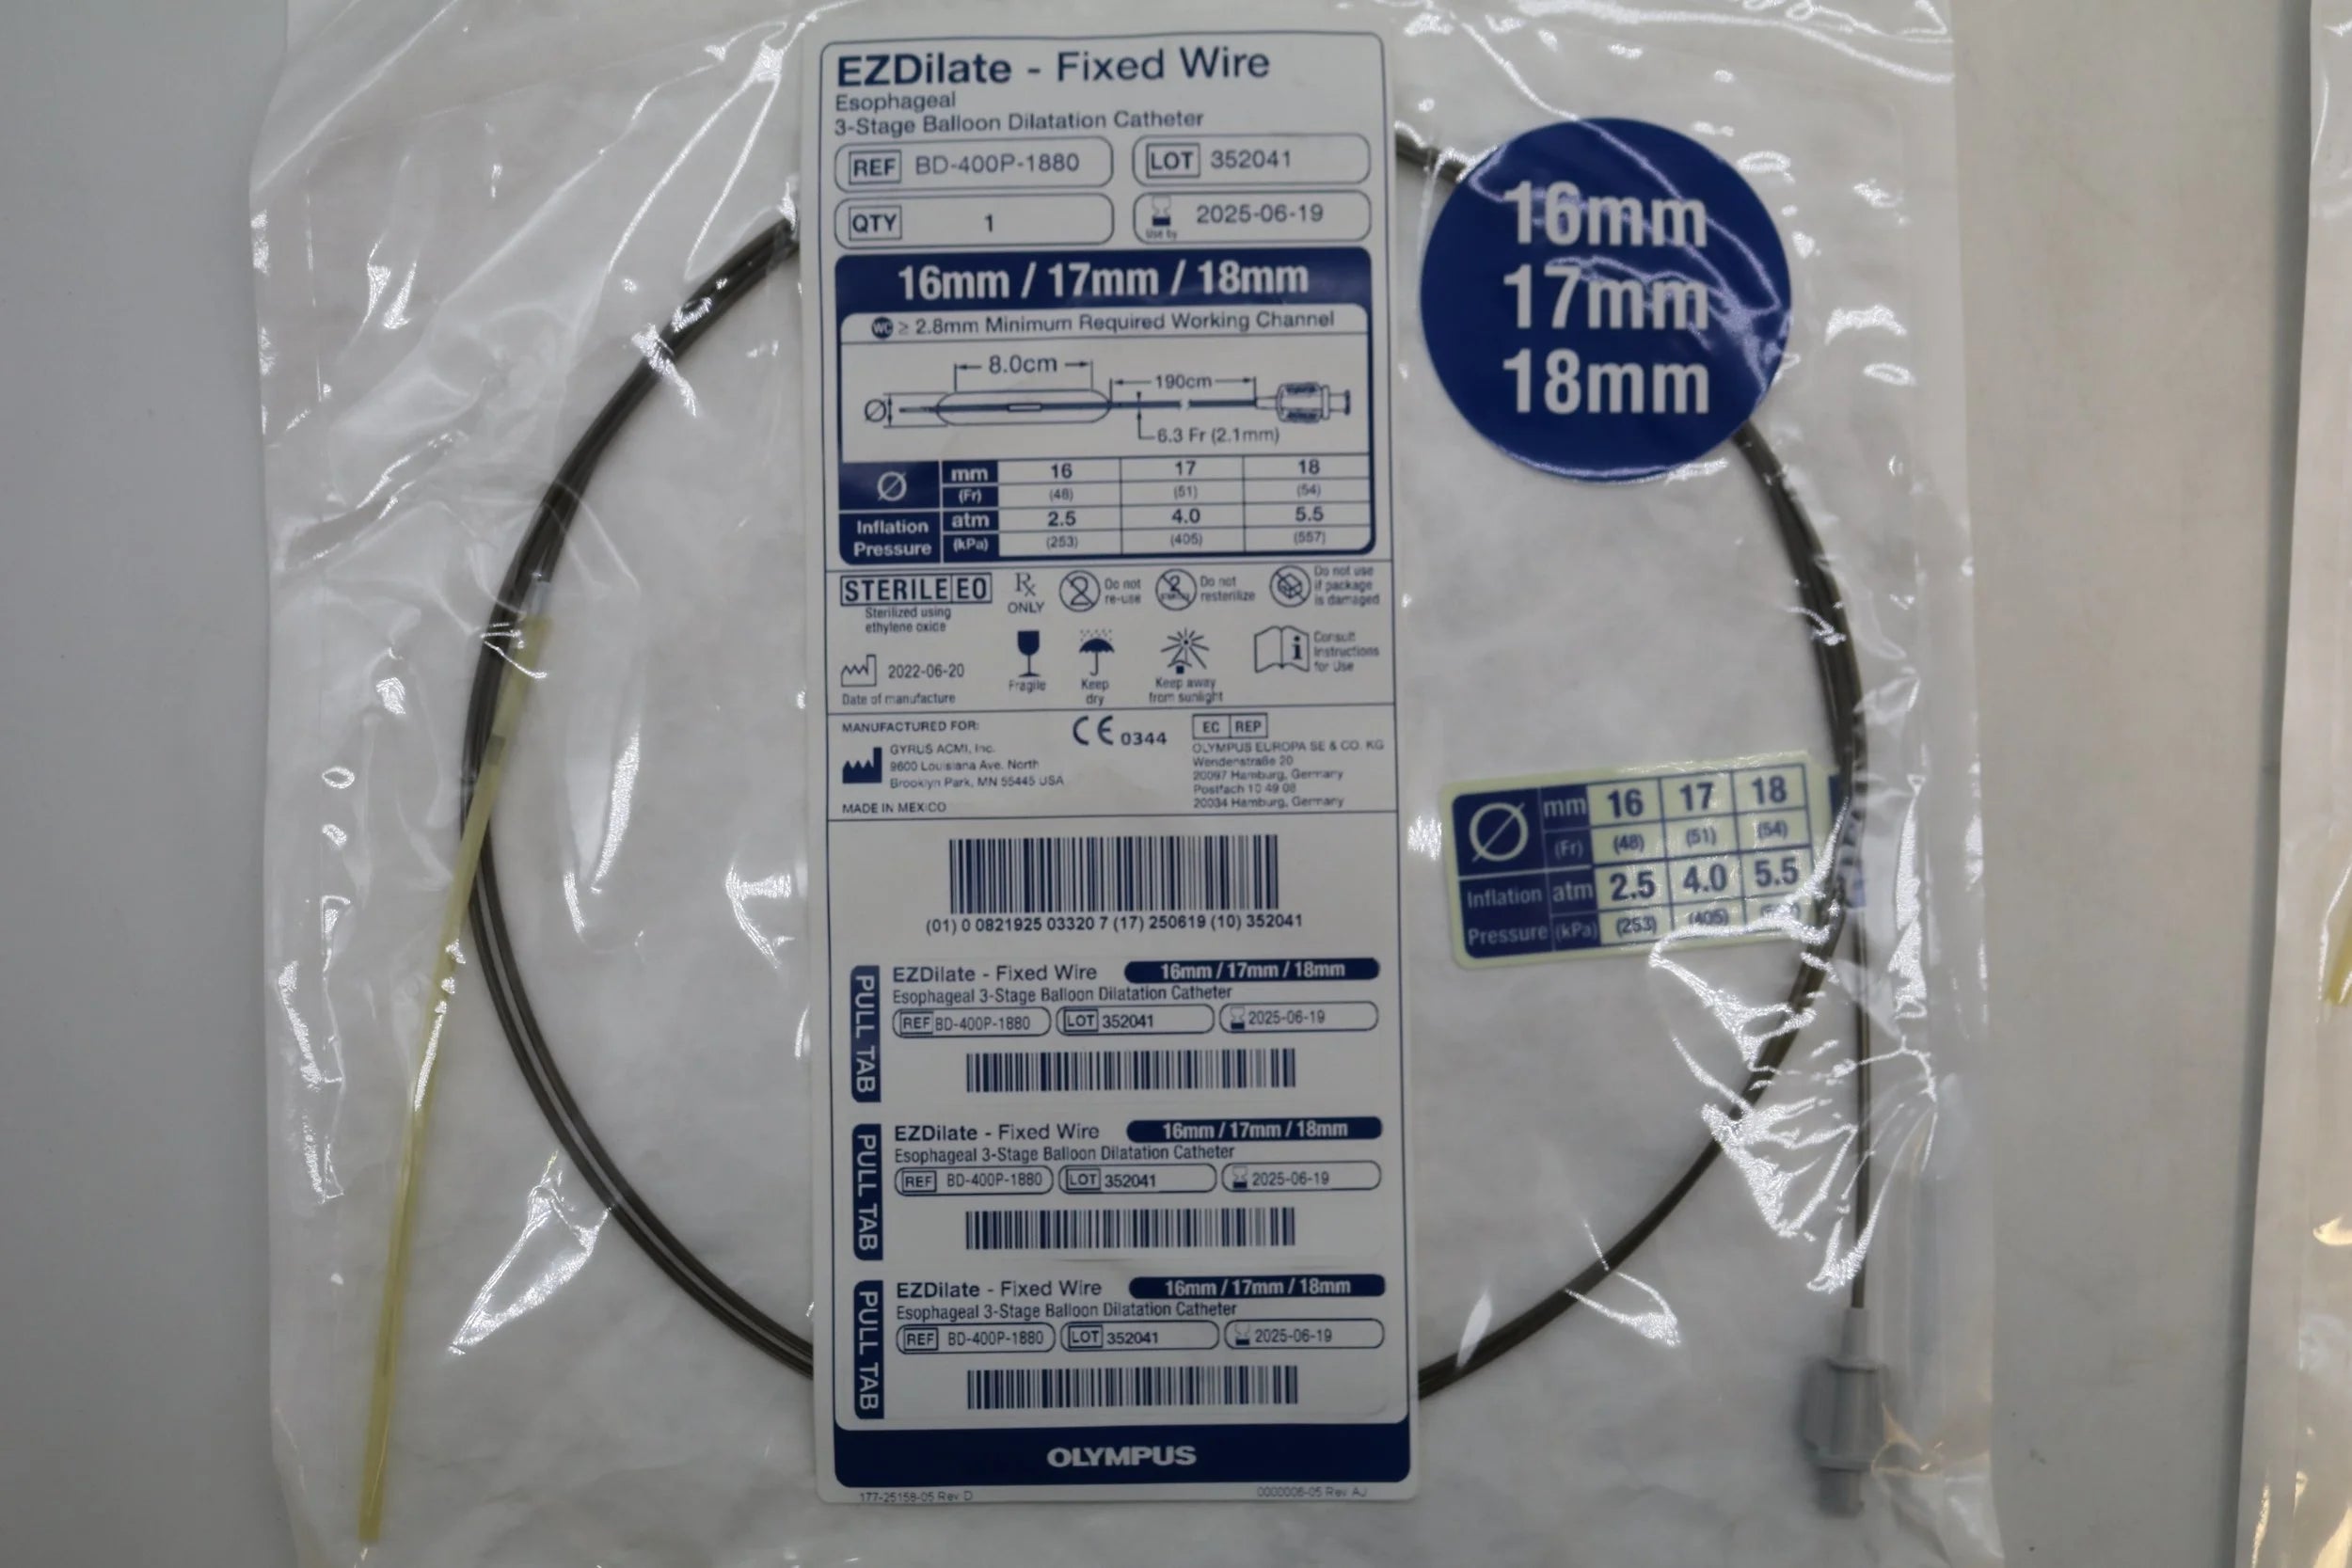 EZDilate - Fixed Wire
Esophageal
3-Stage Balloon Dilatation Catheter
REF BD-400P-1880 LOT 352041
QTY 1 Use by 2025-06-19
16mm / 17mm / 18mm
WC ≥ 2.8mm Minimum Required Working Channel
8.0cm
190cm
Ø
6.3 Fr (2.1mm)
Ø mm 16 17 18
(Fr) (48) (51) (54)
Inflation atm 2.5 4.0 5.5
Pressure (kPa) (253) (405) (557)
STERILE EO
Sterilized using
ethylene oxide
Rx
ONLY
Do not
re-use
Do not
resterilize
Do not use
if package
is damaged
2022-06-20
Date of manufacture
Fragile
Keep
dry
Keep away
from sunlight
Consult
Instructions
for Use
MANUFACTURED FOR:
GYRUS ACMI, Inc.
9600 Louisiana Ave. North
Brooklyn Park, MN 55445 USA
MADE IN MEXICO
CE 0344
EC REP
OLYMPUS EUROPA SE & CO. KG
Wendenstraße 20
20097 Hamburg, Germany
Postfach 10 49 08
20034 Hamburg, Germany
(01) 0 0821925 03320 7 (17) 250619 (10) 352041
PULL TAB
EZDilate - Fixed Wire 16mm / 17mm / 18mm
Esophageal 3-Stage Balloon Dilatation Catheter
REF BD-400P-1880 LOT 352041 2025-06-19
PULL TAB
EZDilate - Fixed Wire 16mm / 17mm / 18mm
Esophageal 3-Stage Balloon Dilatation Catheter
REF BD-400P-1880 LOT 352041 2025-06-19
PULL TAB
EZDilate - Fixed Wire 16mm / 17mm / 18mm
Esophageal 3-Stage Balloon Dilatation Catheter
REF BD-400P-1880 LOT 352041 2025-06-19
OLYMPUS
177-25158-05 Rev D 0000006-05 Rev AJ
16mm
17mm
18mm
Ø mm 16 17 18
(Fr) (48) (51) (54)
Inflation atm 2.5 4.0 5.5
Pressure (kPa) (253) (405)